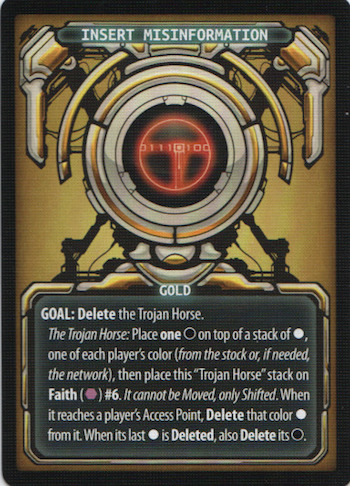 INSERT MISINFORMATION
0111 100
GOLD
GOAL: Delete the Trojan Horse.
The Trojan Horse: Place one ○ on top of a stack of ●,
one of each player's color (from the stock or, if needed,
the network), then place this "Trojan Horse" stack on
Faith (⬣) #6. It cannot be Moved, only Shifted. When
it reaches a player's Access Point, Delete that color ●
from it. When its last ● is Deleted, also Delete its ○.